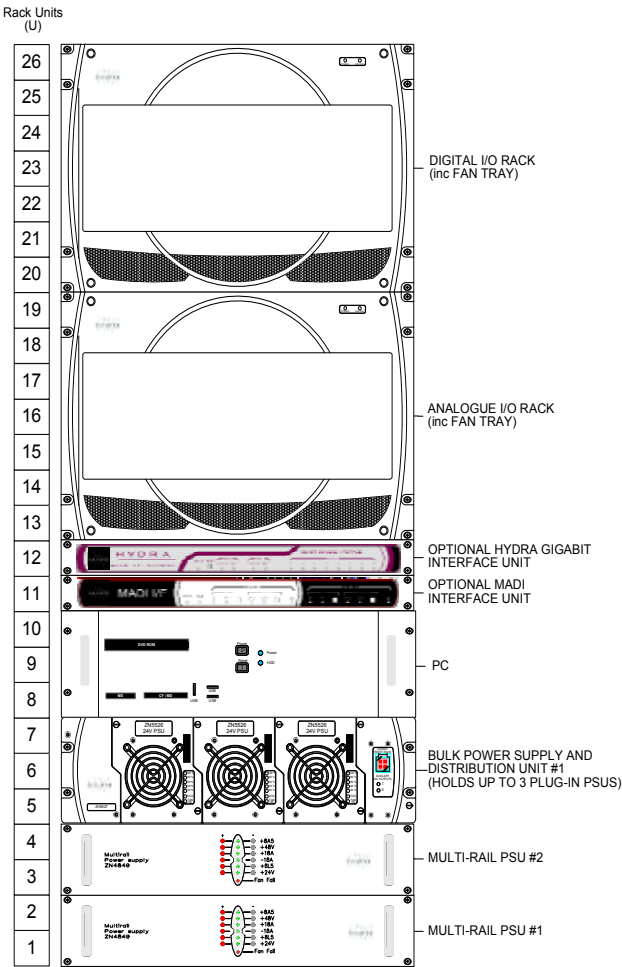 Rack Units
(U)
26
25
24
23
22
21
20
19
18
17
16
15
14
13
12
11
10
9
8
7
6
5
4
3
2
1
DIGITAL I/O RACK
(inc FAN TRAY)
ANALOGUE I/O RACK
(inc FAN TRAY)
HYDRA
OPTIONAL HYDRA GIGABIT
INTERFACE UNIT
MADI I/F
OPTIONAL MADI
INTERFACE UNIT
DVD ROM
Power
Power
HDD
USB
USB
USB
PC
ZN5526
24V PSU
ZN5526
24V PSU
ZN5526
24V PSU
BULK POWER SUPPLY AND
DISTRIBUTION UNIT #1
(HOLDS UP TO 3 PLUG-IN PSUS)
Multirail
Power supply
ZN4849
+ -
+8A5
+48V
+18A
-18A
+8L5
+24V
Fan Fail
MULTI-RAIL PSU #2
Multirail
Power supply
ZN4849
+ -
+8A5
+48V
+18A
-18A
+8L5
+24V
Fan Fail
MULTI-RAIL PSU #1